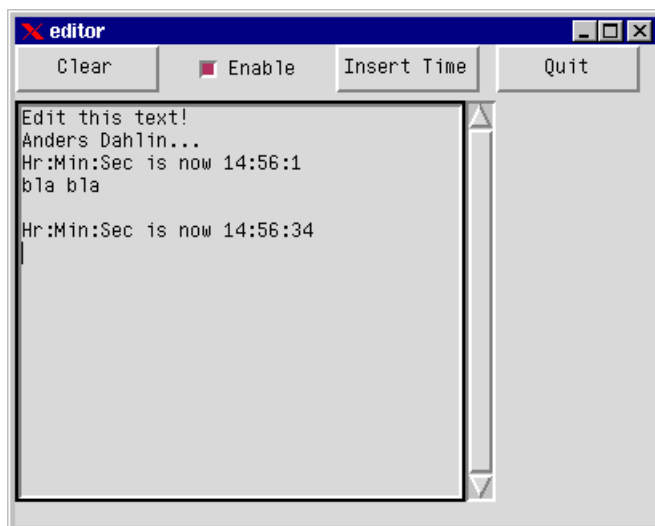 editor
Clear Enable Insert Time Quit
Edit this text!
Anders Dahlin...
Hr:Min:Sec is now 14:56:1
bla bla
Hr:Min:Sec is now 14:56:34